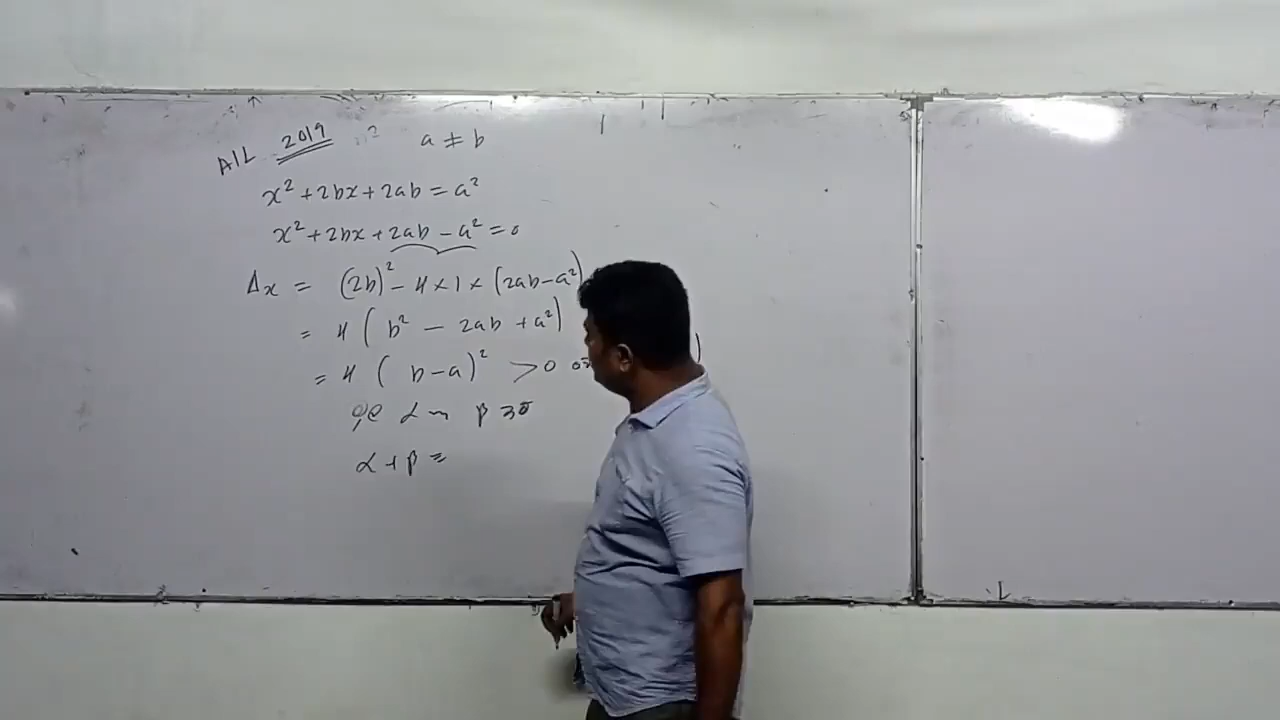 A/L 2019 a ≠ b
x² + 2bx + 2ab = a²
x² + 2bx + 2ab - a² = 0
Δx = (2b)² - 4 × 1 × (2ab - a²)
= 4 ( b² - 2ab + a²)
= 4 ( b - a)² > 0
α β
α + β =